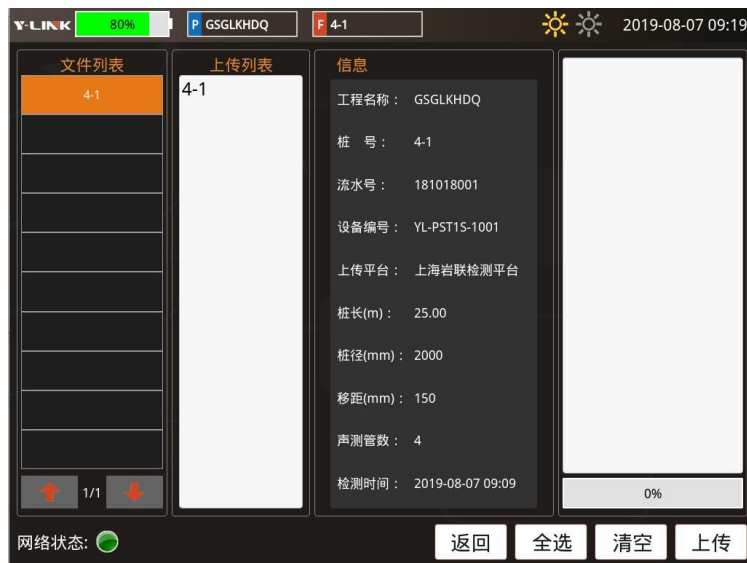 Y-LINK 80% P GSGLKHDQ F 4-1 2019-08-07 09:19
文件列表
4-1
1/1
上传列表
4-1
信息
工程名称： GSGLKHDQ
桩 号： 4-1
流水号： 181018001
设备编号： YL-PST1S-1001
上传平台： 上海岩联检测平台
桩长(m)： 25.00
桩径(mm)： 2000
移距(mm)： 150
声测管数： 4
检测时间： 2019-08-07 09:09
0%
网络状态:
返回 全选 清空 上传